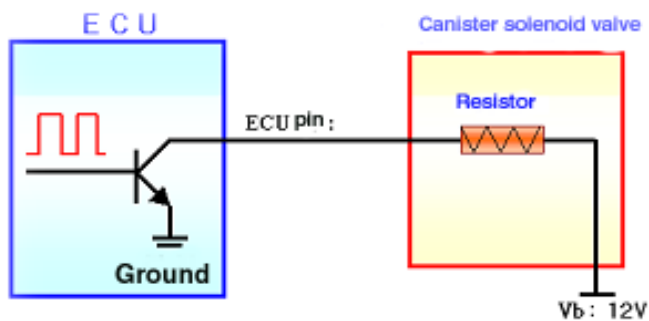 E C U
Canister solenoid valve
Resistor
ECU pin:
Ground
Vb: 12V